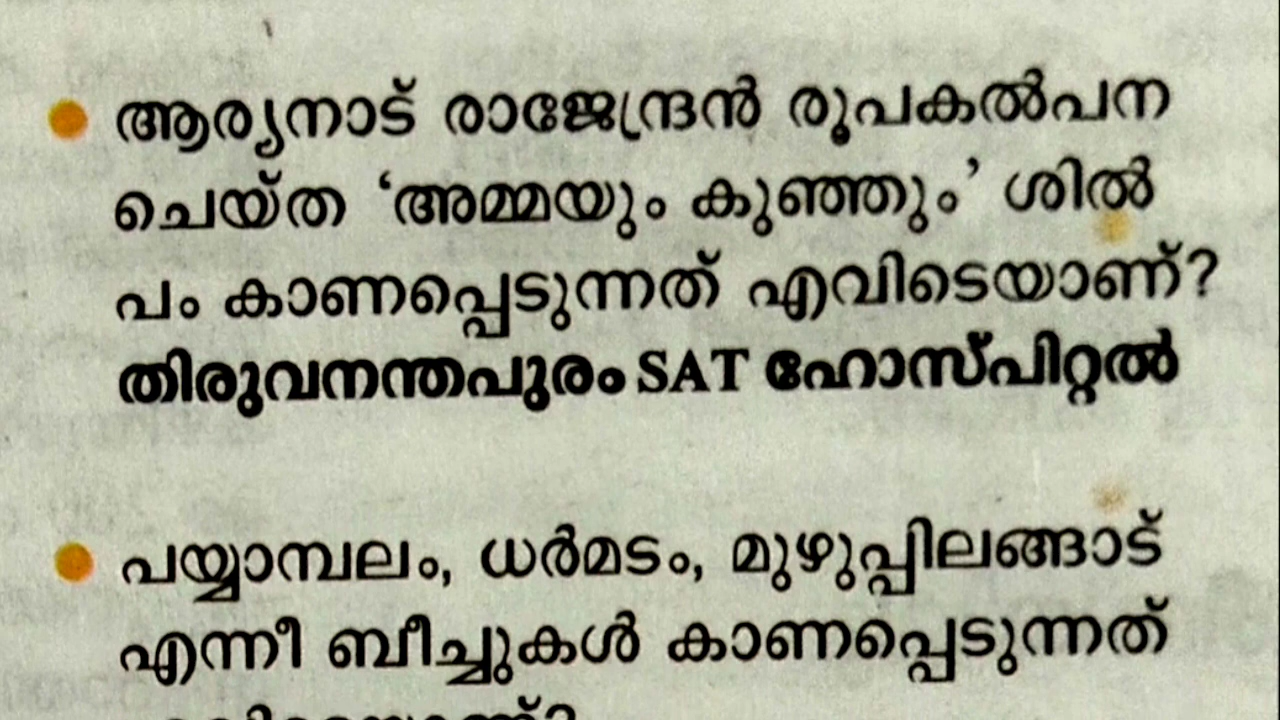 ആര്യനാട് രാജേന്ദ്രൻ രൂപകൽപന
ചെയ്ത ‘അമ്മയും കുഞ്ഞും’ ശിൽ
പം കാണപ്പെടുന്നത് എവിടെയാണ്?
തിരുവനന്തപുരം SAT ഹോസ്പിറ്റൽ
പയ്യാമ്പലം, ധർമടം, മുഴുപ്പിലങ്ങാട്
എന്നീ ബീച്ചുകൾ കാണപ്പെടുന്നത്